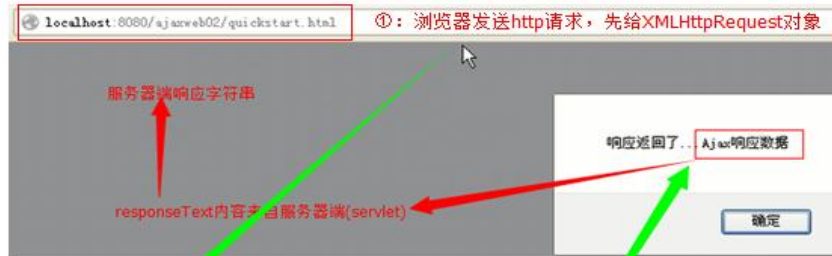 localhost:8080/ajaxweb02/quickstart.html
①：浏览器发送http请求，先给XMLHttpRequest对象
服务器端响应字符串
响应返回了...Ajax响应数据
responseText内容来自服务器端(servlet)
确定